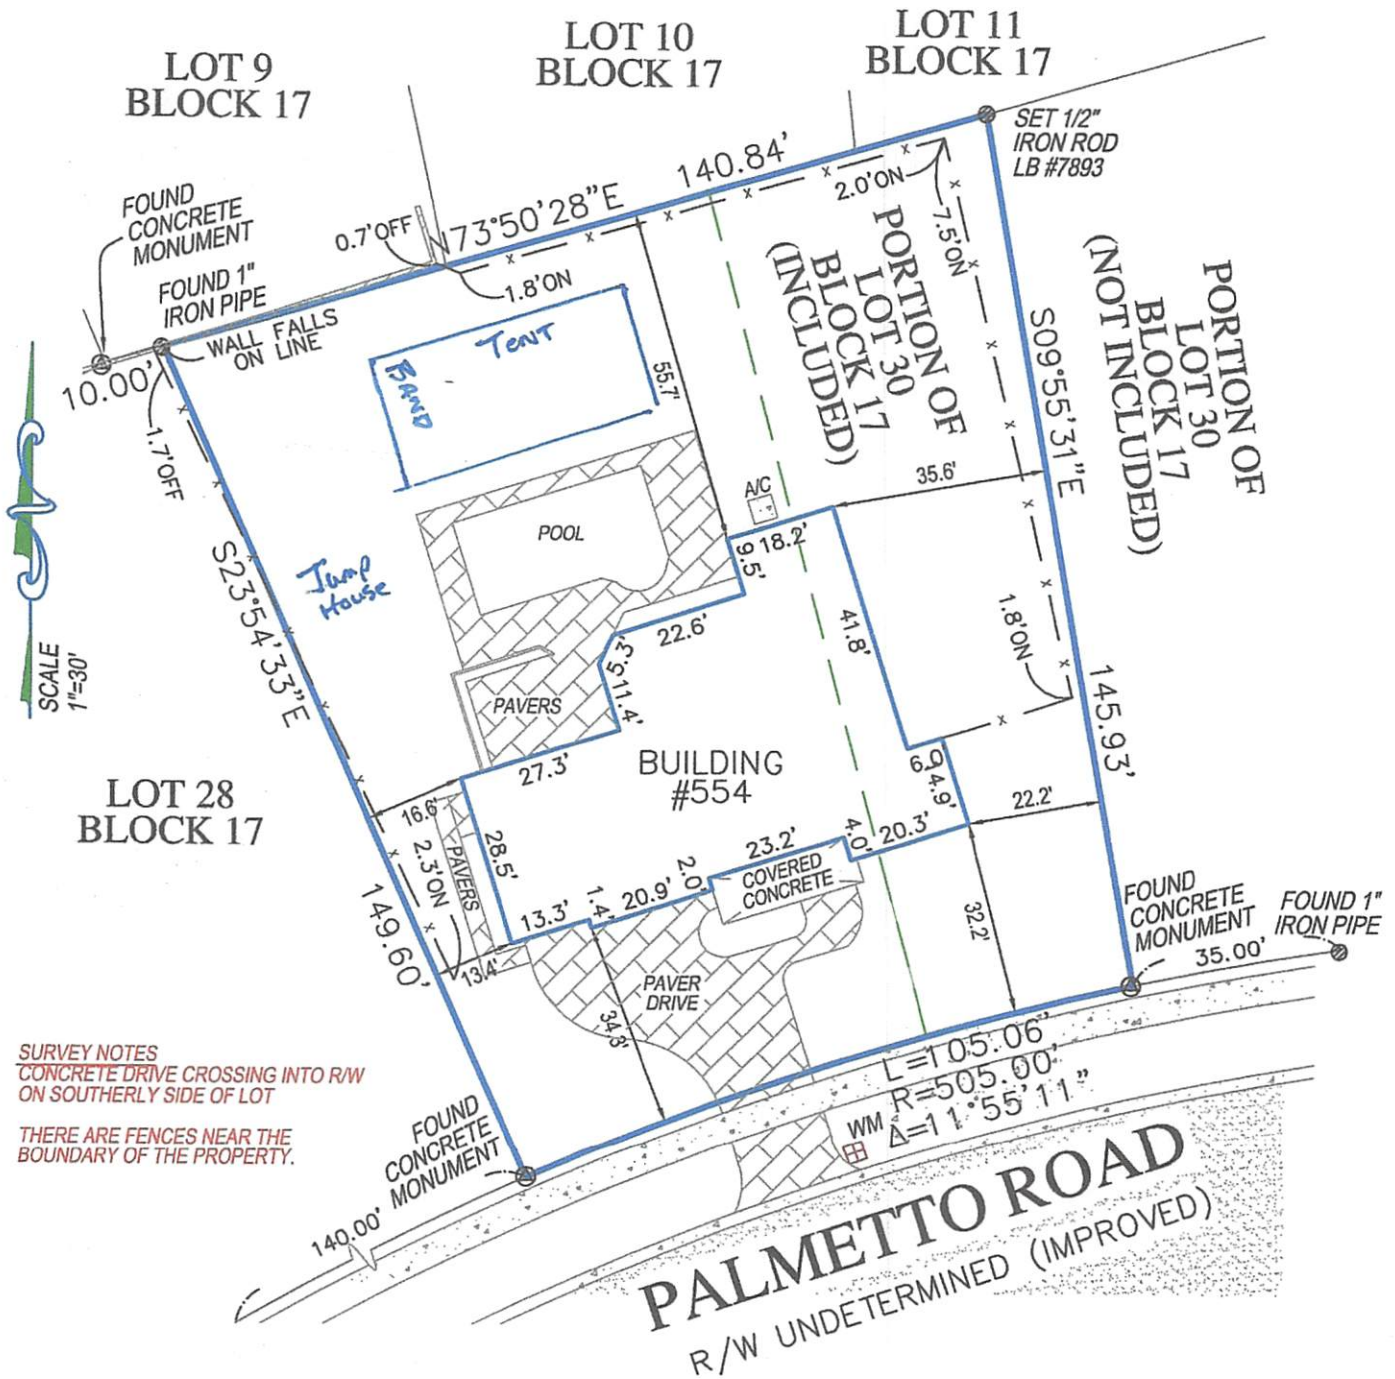 LOT 9
BLOCK 17
LOT 10
BLOCK 17
LOT 11
BLOCK 17
SET 1/2"
IRON ROD
LB #7893
140.84'
N73°50'28"E
2.0'ON
7.5'ON
0.7'OFF
1.8'ON
FOUND
CONCRETE
MONUMENT
FOUND 1"
IRON PIPE
WALL FALLS
ON LINE
10.00'
1.7'OFF
TENT
BAND
55.7'
PORTION OF
LOT 30
BLOCK 17
(INCLUDED)
S09°55'31"E
PORTION OF
LOT 30
BLOCK 17
(NOT INCLUDED)
35.6'
A/C
POOL
18.2'
9.5'
Jump
House
S23°54'33"E
SCALE
1"=30'
22.6'
5.3'
11.4'
41.8'
1.8'ON
145.93'
PAVERS
27.3'
BUILDING
#554
6.0'
14.9'
22.2'
LOT 28
BLOCK 17
16.6'
2.3'ON
PAVERS
28.5'
149.60'
13.3'
1.4'
20.9'
2.0'
23.2'
4.0'
20.3'
COVERED
CONCRETE
13.4'
32.2'
34.3'
PAVER
DRIVE
FOUND
CONCRETE
MONUMENT
FOUND 1"
IRON PIPE
35.00'
L=105.06'
R=505.00'
Δ=11°55'11"
WM
SURVEY NOTES
CONCRETE DRIVE CROSSING INTO R/W
ON SOUTHERLY SIDE OF LOT
THERE ARE FENCES NEAR THE
BOUNDARY OF THE PROPERTY.
FOUND
CONCRETE
MONUMENT
140.00'
PALMETTO ROAD
R/W UNDETERMINED (IMPROVED)